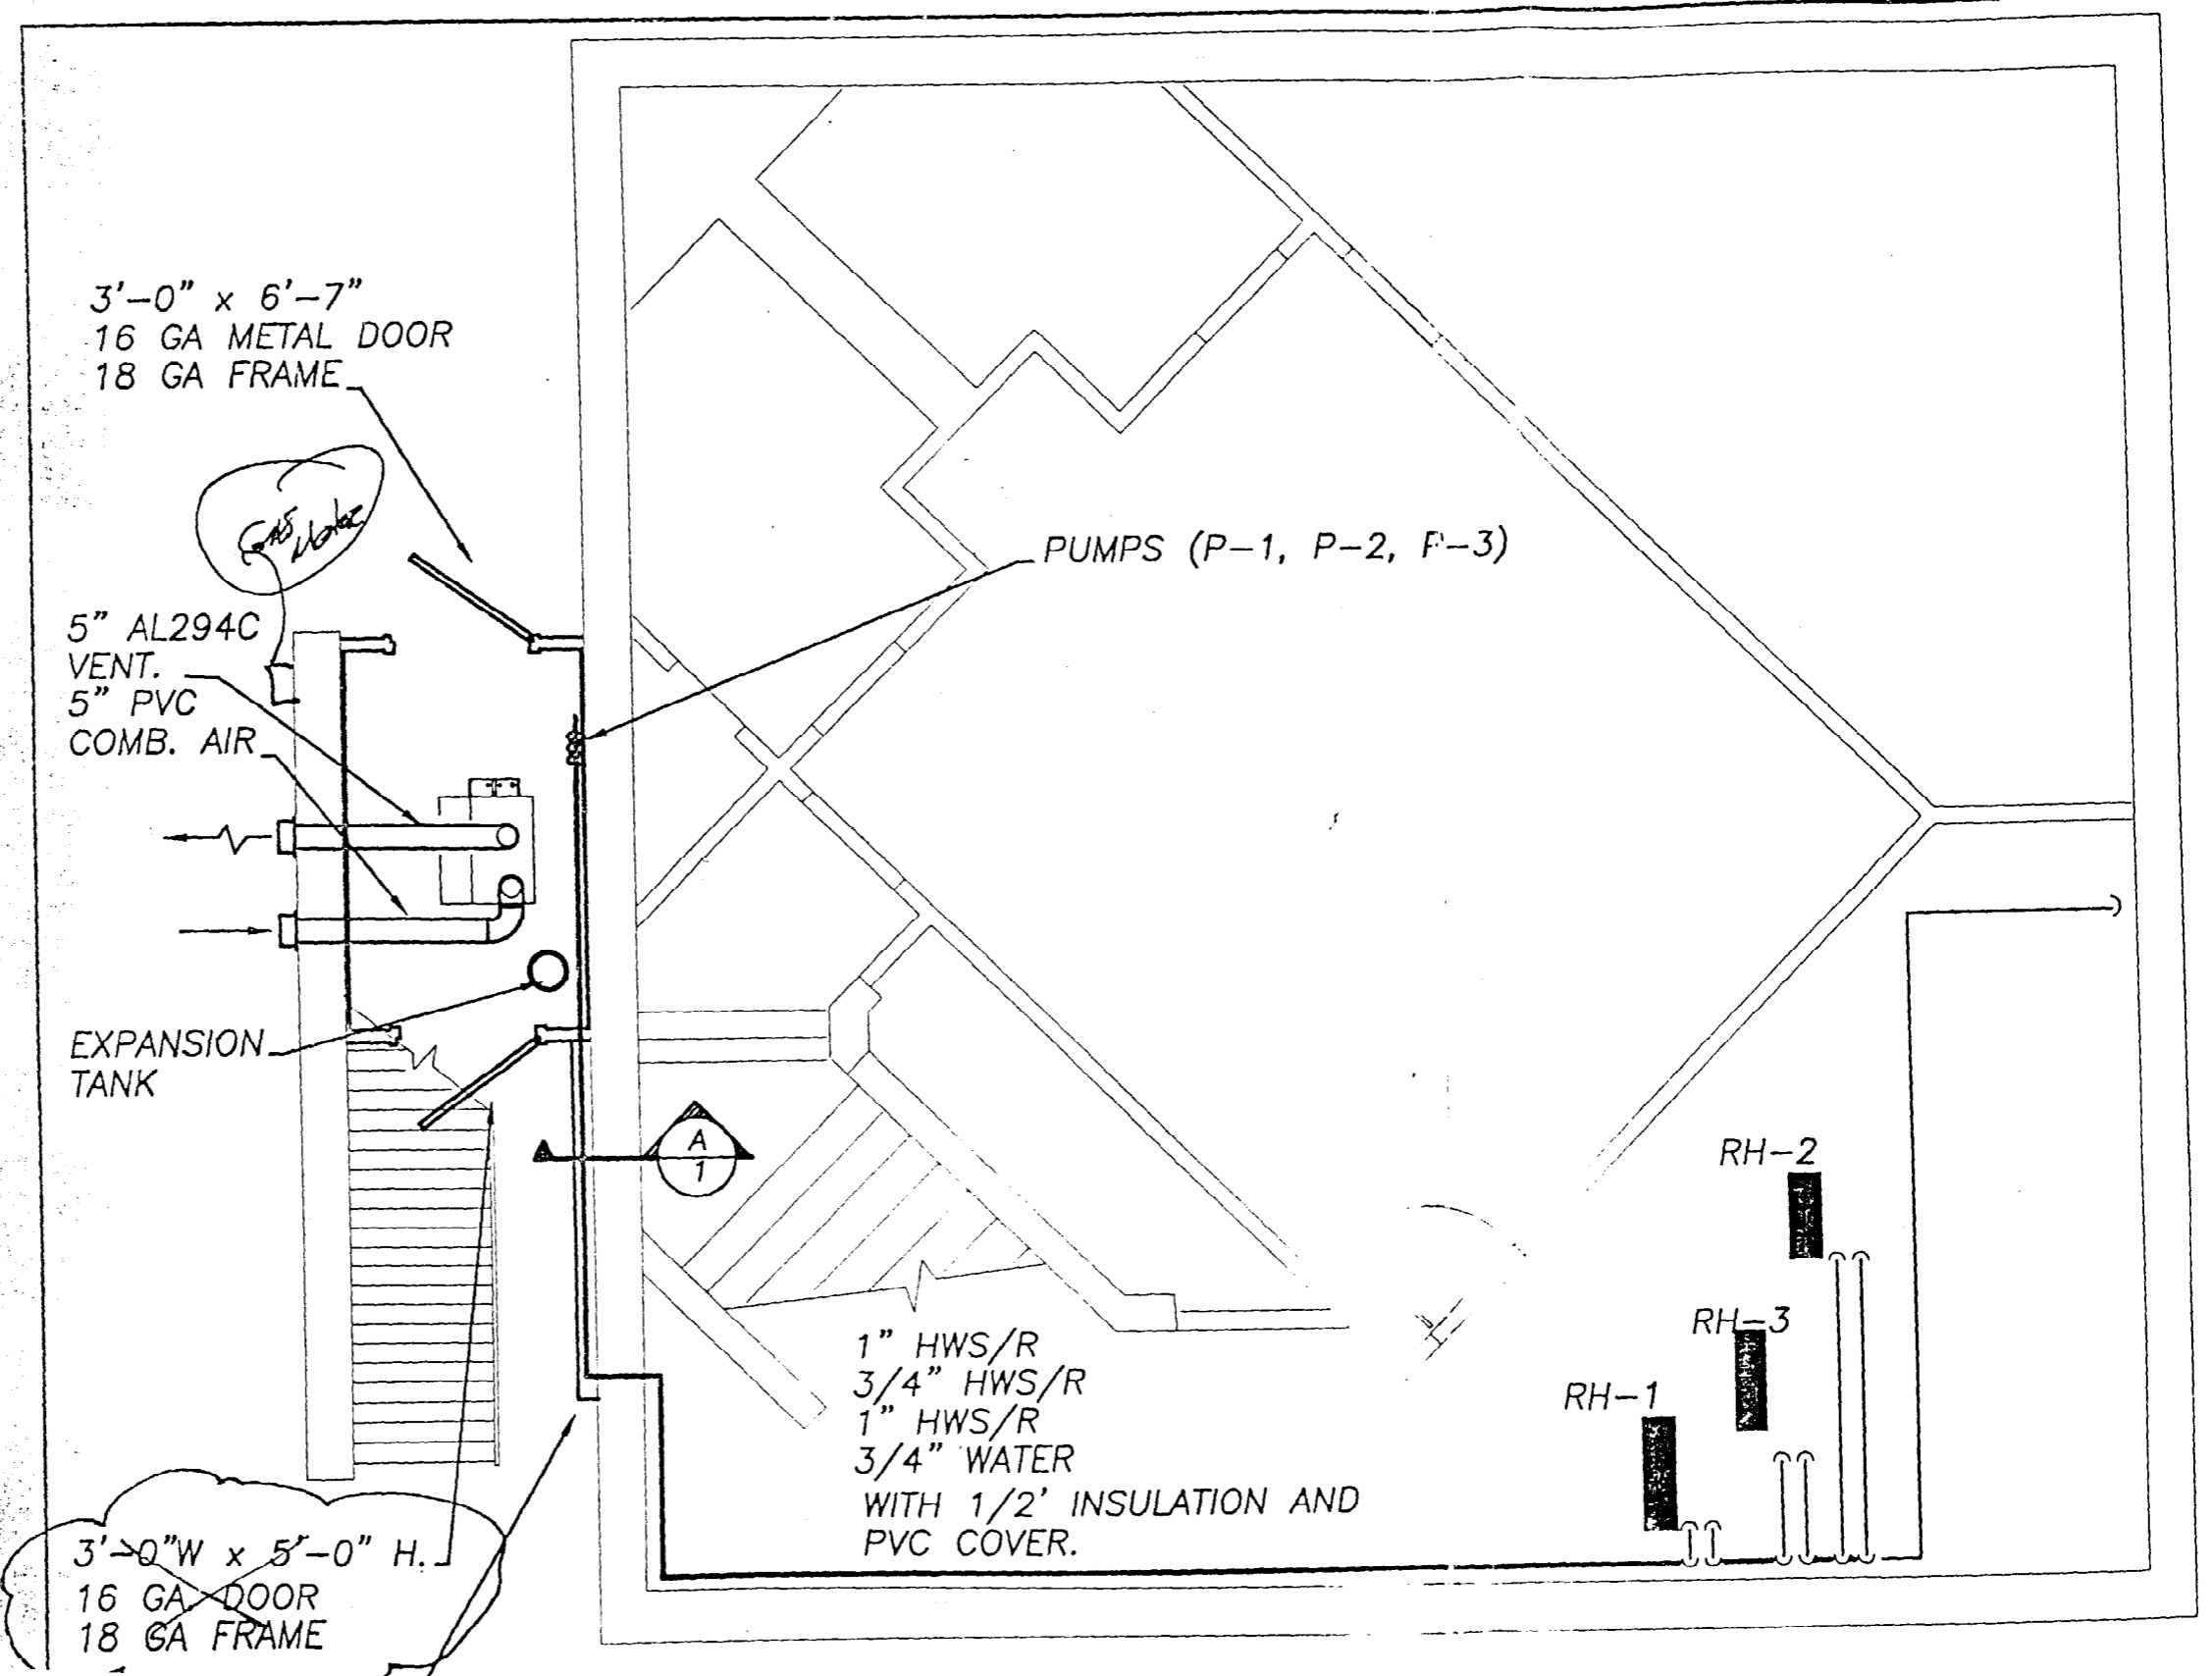 3'-0" x 6'-7"
16 GA METAL DOOR
18 GA FRAME
GAS
5" AL294C
VENT.
5" PVC
COMB. AIR
PUMPS (P-1, P-2, P-3)
EXPANSION
TANK
A
1
RH-2
RH-3
RH-1
1" HWS/R
3/4" HWS/R
1" HWS/R
3/4" WATER
WITH 1/2' INSULATION AND
PVC COVER.
3'-0"W x 5'-0" H.
16 GA. DOOR
18 GA FRAME